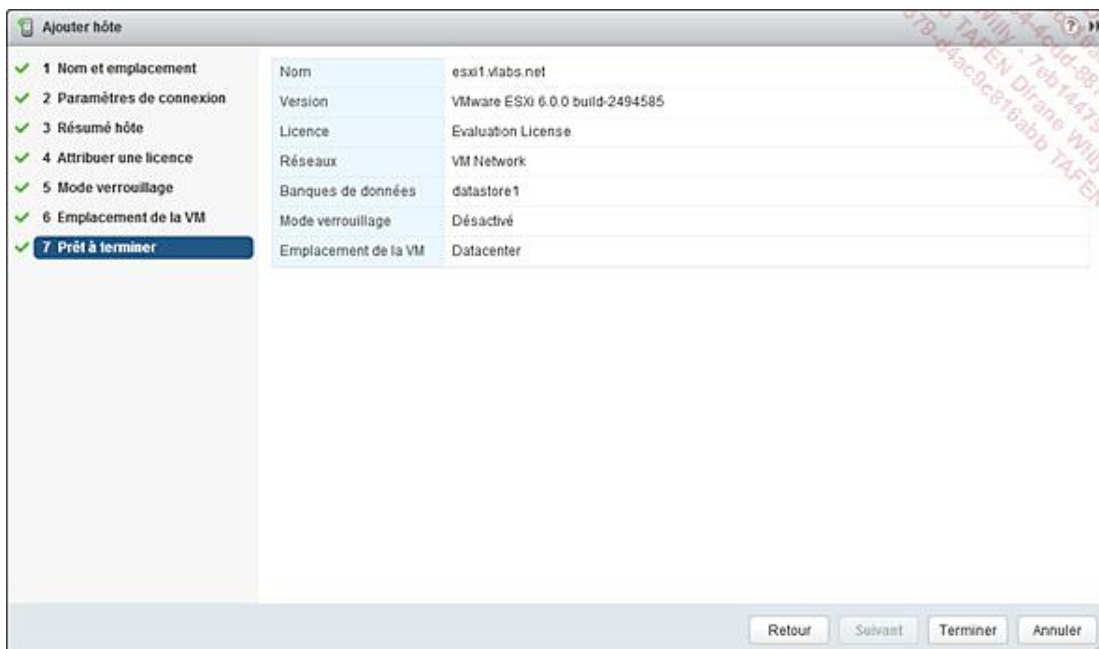 Ajouter hôte
?
1 Nom et emplacement
2 Paramètres de connexion
3 Résumé hôte
4 Attribuer une licence
5 Mode verrouillage
6 Emplacement de la VM
7 Prêt à terminer
Nom esxi1.vlabs.net
Version VMware ESXi 6.0.0 build-2494585
Licence Evaluation License
Réseaux VM Network
Banques de données datastore1
Mode verrouillage Désactivé
Emplacement de la VM Datacenter
Retour Suivant Terminer Annuler